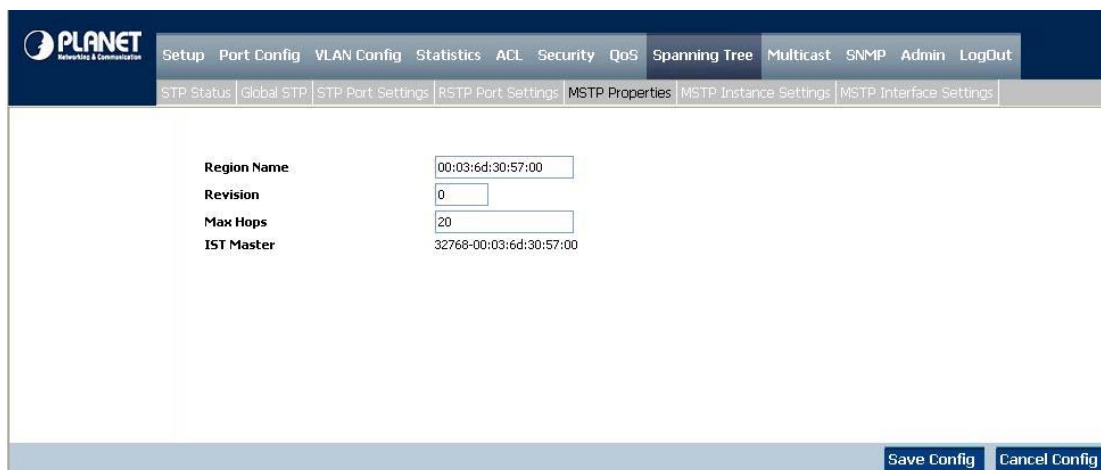 PLANET
Networking & Communication
Setup Port Config VLAN Config Statistics ACL Security QoS Spanning Tree Multicast SNMP Admin LogOut
STP Status Global STP STP Port Settings RSTP Port Settings MSTP Properties MSTP Instance Settings MSTP Interface Settings
Region Name 00:03:6d:30:57:00
Revision 0
Max Hops 20
IST Master 32768-00:03:6d:30:57:00
Save Config Cancel Config